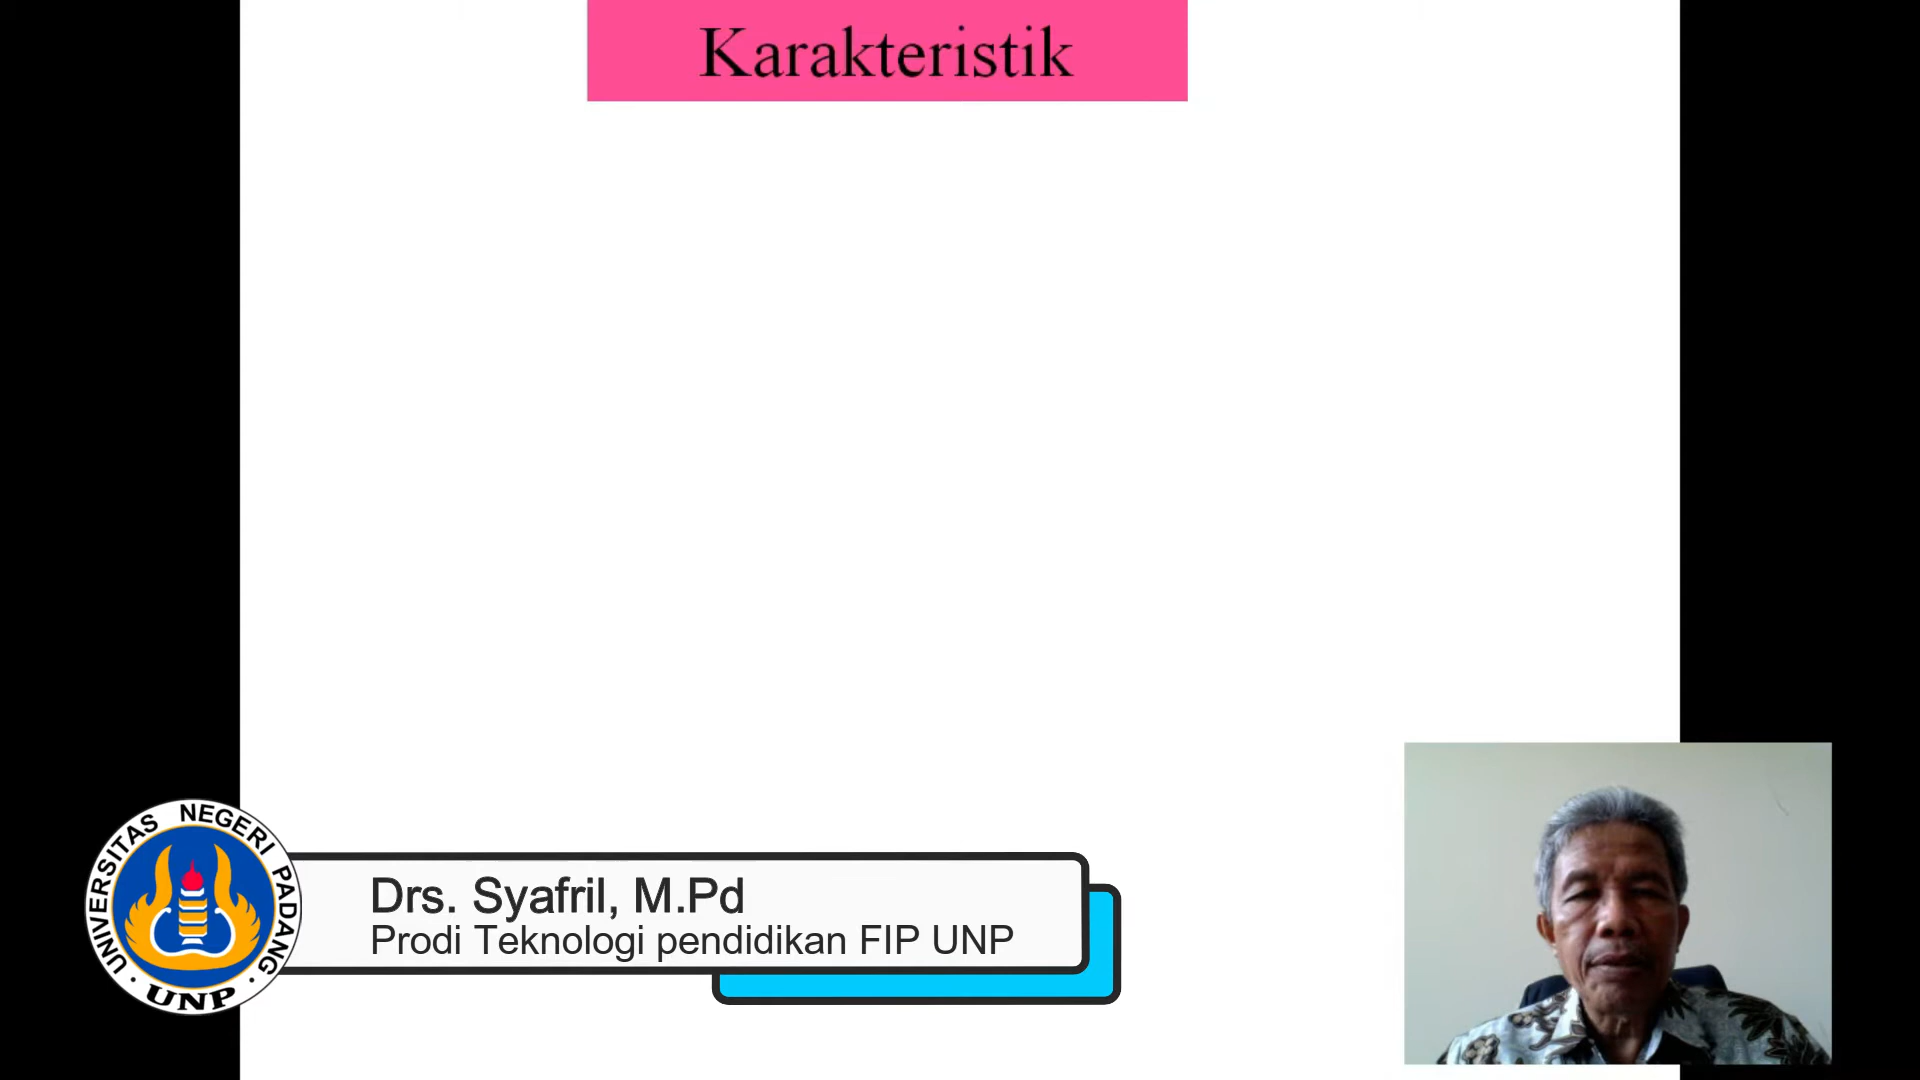 Karakteristik
UNIVERSITAS NEGERI PADANG
UNP
Drs. Syafril, M.Pd
Prodi Teknologi pendidikan FIP UNP